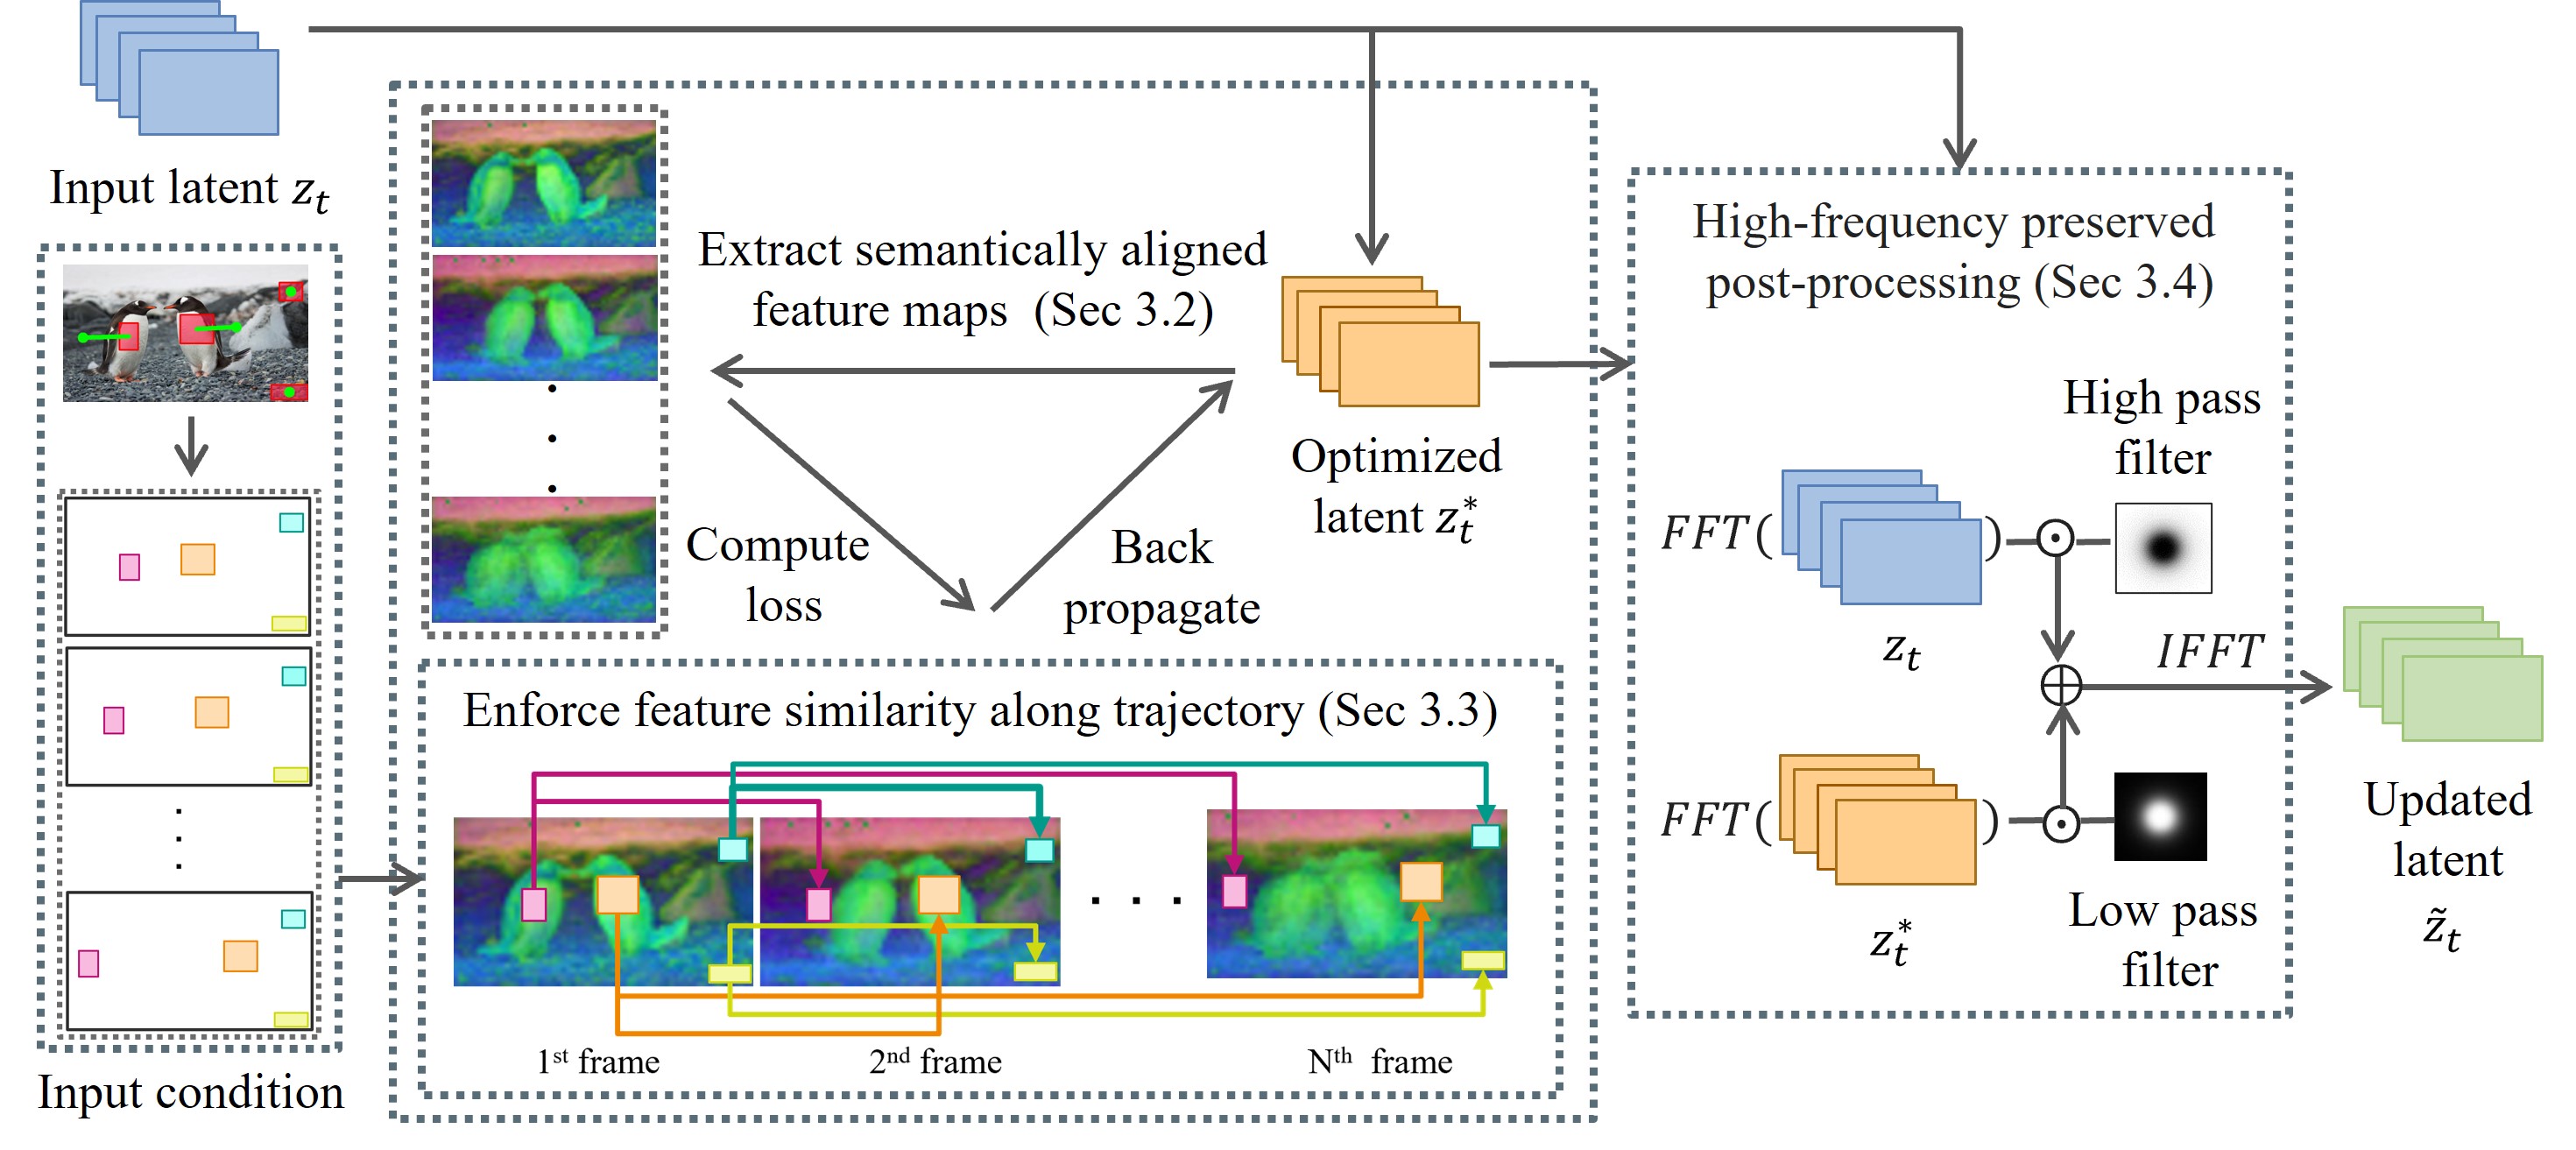 Input latent z_t
Input condition
Extract semantically aligned
feature maps (Sec 3.2)
Compute
loss
Back
propagate
Optimized
latent z_t^*
Enforce feature similarity along trajectory (Sec 3.3)
1st frame
2nd frame
. . .
Nth frame
High-frequency preserved
post-processing (Sec 3.4)
High pass
filter
FFT( )
z_t
IFFT
FFT( )
z_t^*
Low pass
filter
Updated
latent
z̃_t